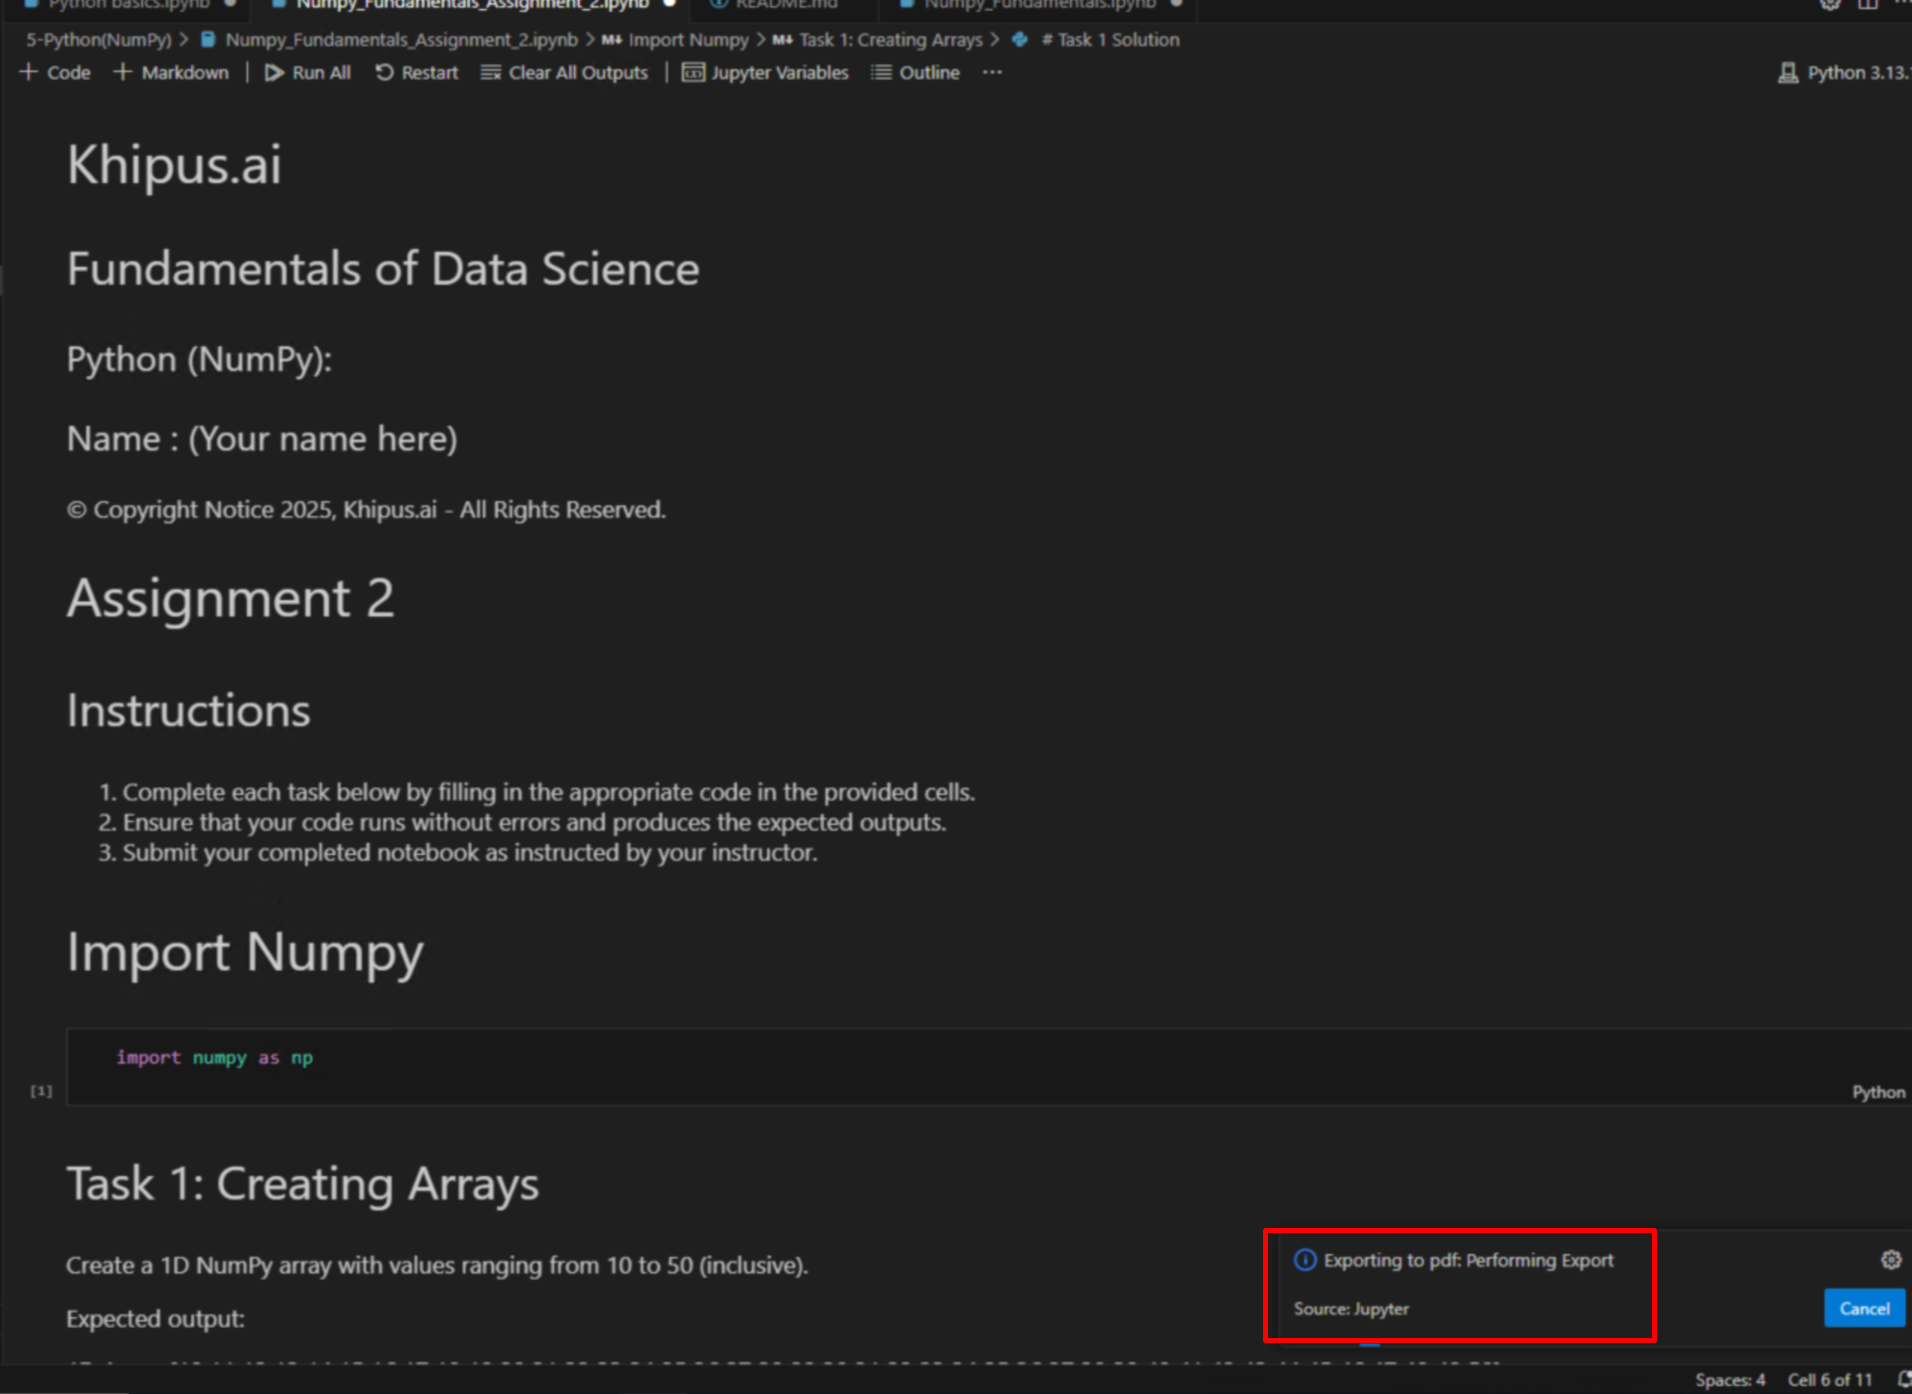 Python basics.ipynb
Numpy_Fundamentals_Assignment_2.ipynb
README.md
Numpy_Fundamentals.ipynb
5-Python(NumPy) > Numpy_Fundamentals_Assignment_2.ipynb > M↓ Import Numpy > M↓ Task 1: Creating Arrays > # Task 1 Solution
+ Code + Markdown | Run All Restart Clear All Outputs | Jupyter Variables Outline ...
Python 3.13.
Khipus.ai
Fundamentals of Data Science
Python (NumPy):
Name : (Your name here)
© Copyright Notice 2025, Khipus.ai - All Rights Reserved.
Assignment 2
Instructions
1. Complete each task below by filling in the appropriate code in the provided cells.
2. Ensure that your code runs without errors and produces the expected outputs.
3. Submit your completed notebook as instructed by your instructor.
Import Numpy
import numpy as np
[1]
Python
Task 1: Creating Arrays
Create a 1D NumPy array with values ranging from 10 to 50 (inclusive).
Expected output:
Exporting to pdf: Performing Export
Source: Jupyter
Cancel
Spaces: 4 Cell 6 of 11